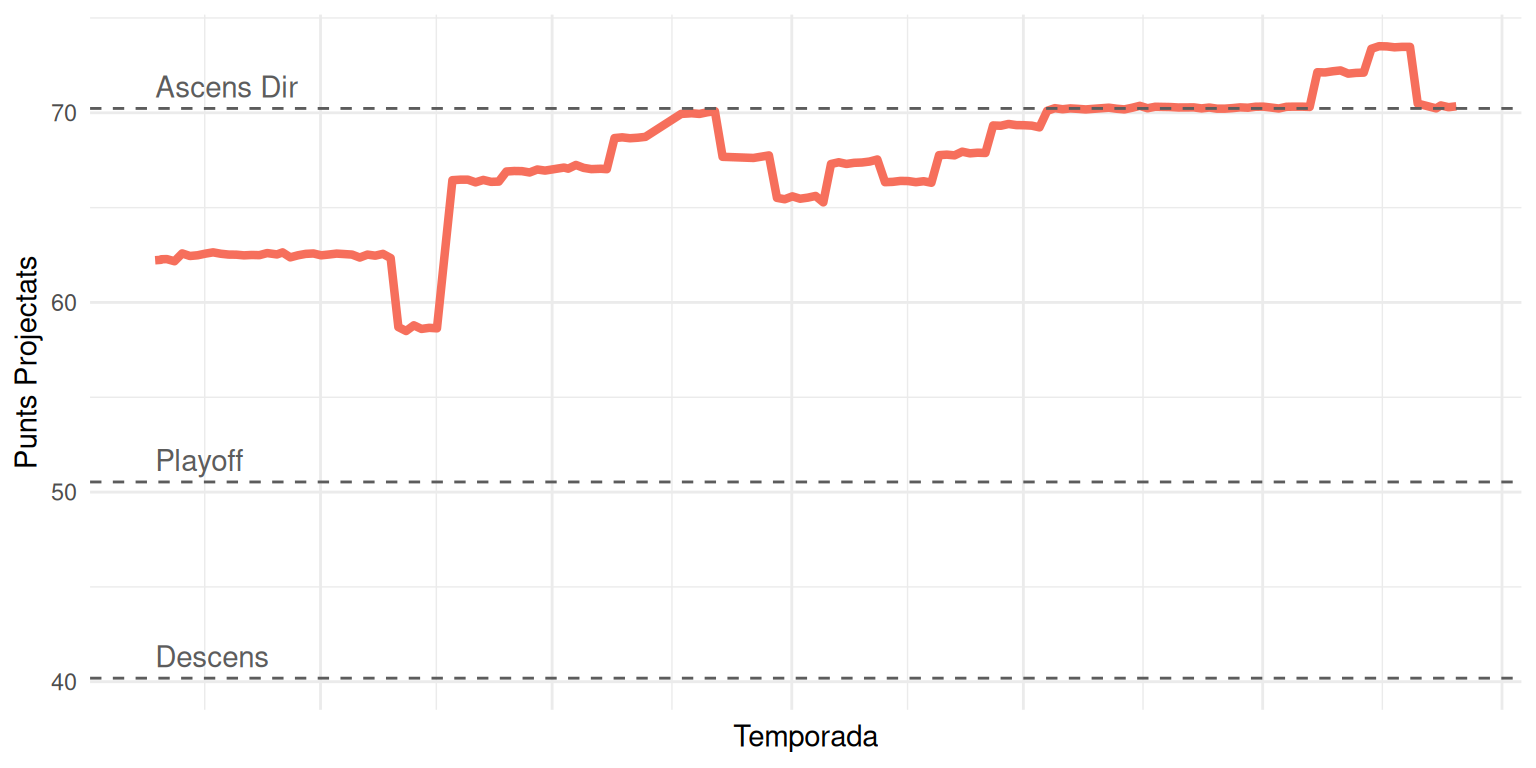 Ascens Dir
70
60
Punts Projectats
Playoff
50
Descens
40
Temporada